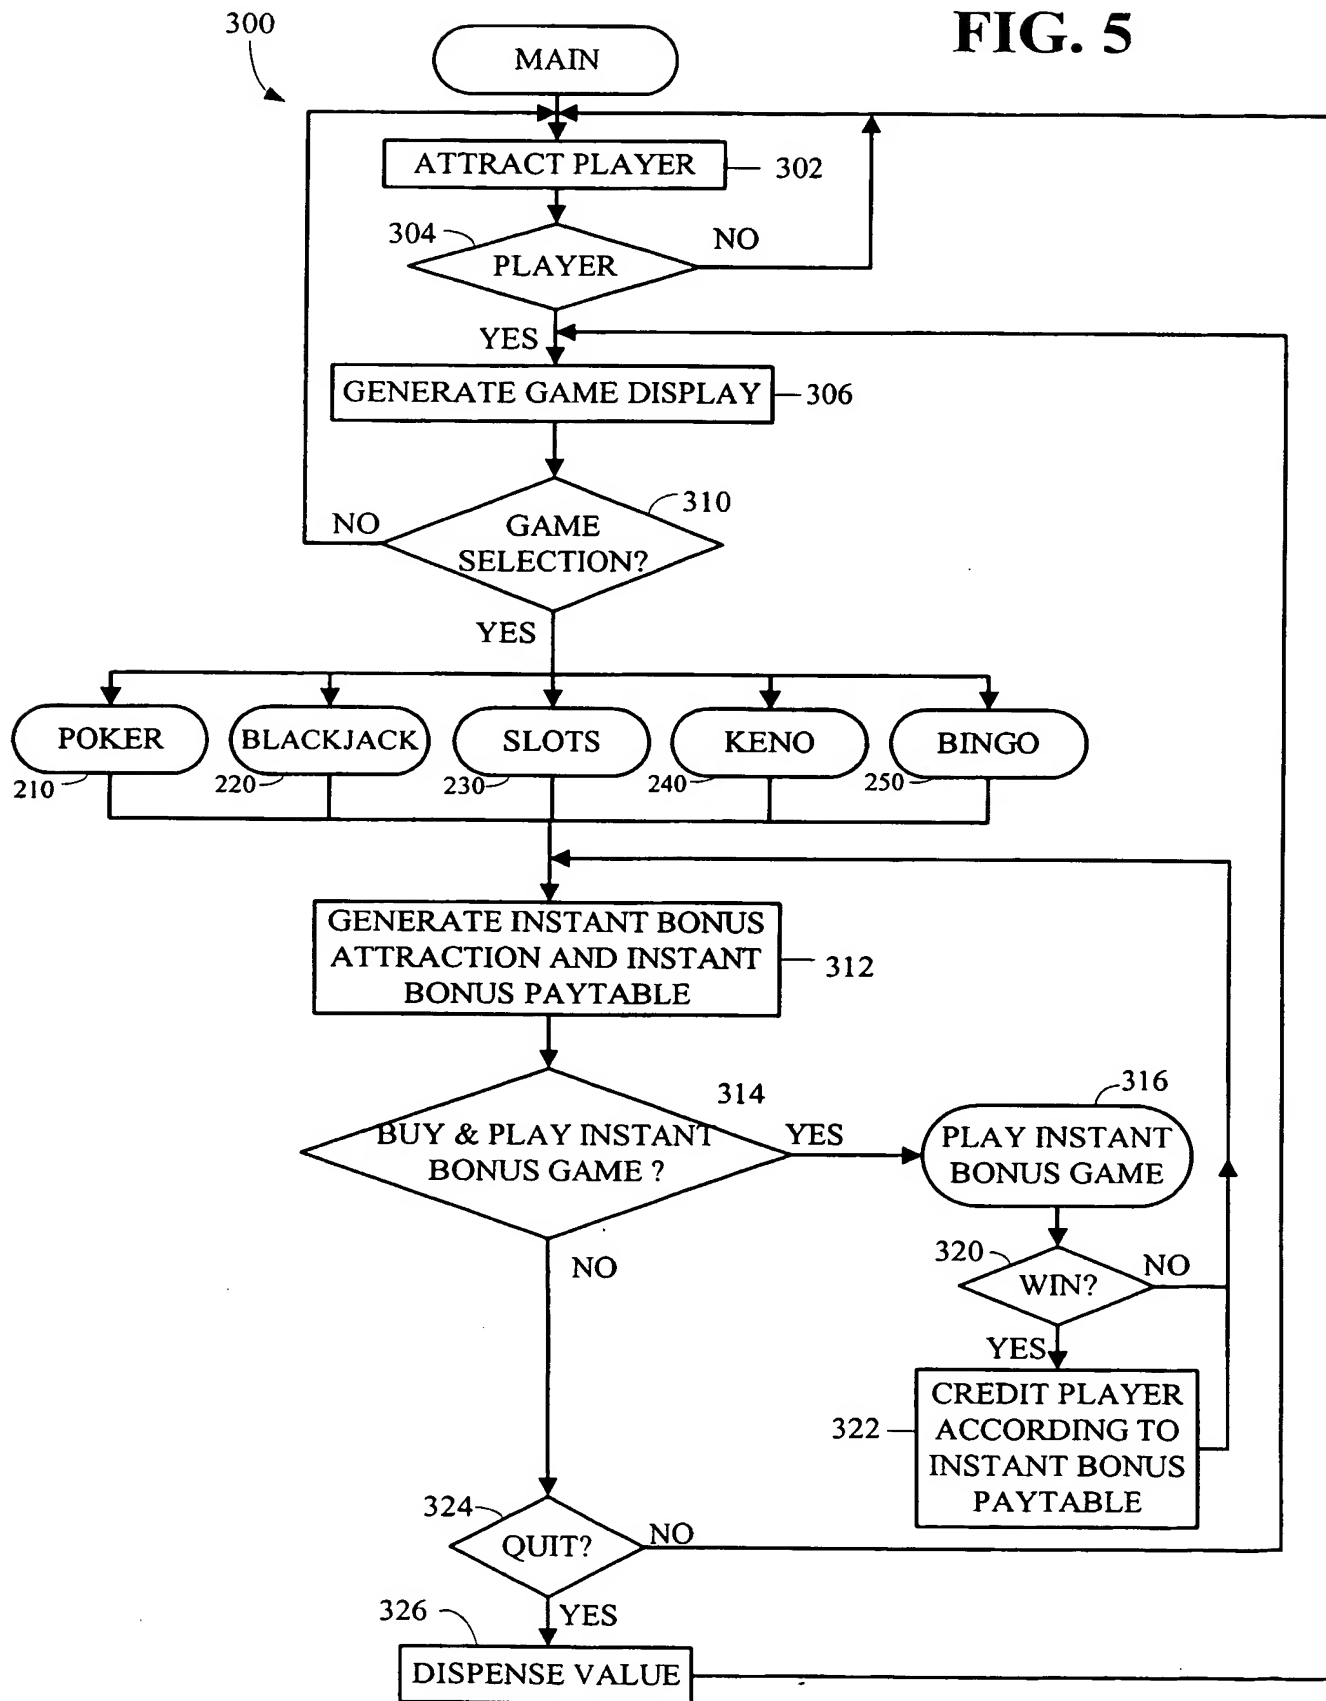 FIG. 5
300
MAIN
ATTRACT PLAYER
302
304
PLAYER
NO
YES
GENERATE GAME DISPLAY
306
310
GAME
SELECTION?
NO
YES
POKER
BLACKJACK
SLOTS
KENO
BINGO
210
220
230
240
250
GENERATE INSTANT BONUS
ATTRACTION AND INSTANT
BONUS PAYTABLE
312
314
BUY & PLAY INSTANT
BONUS GAME ?
YES
316
PLAY INSTANT
BONUS GAME
NO
320
WIN?
NO
YES
CREDIT PLAYER
ACCORDING TO
INSTANT BONUS
PAYTABLE
322
324
QUIT?
NO
YES
326
DISPENSE VALUE